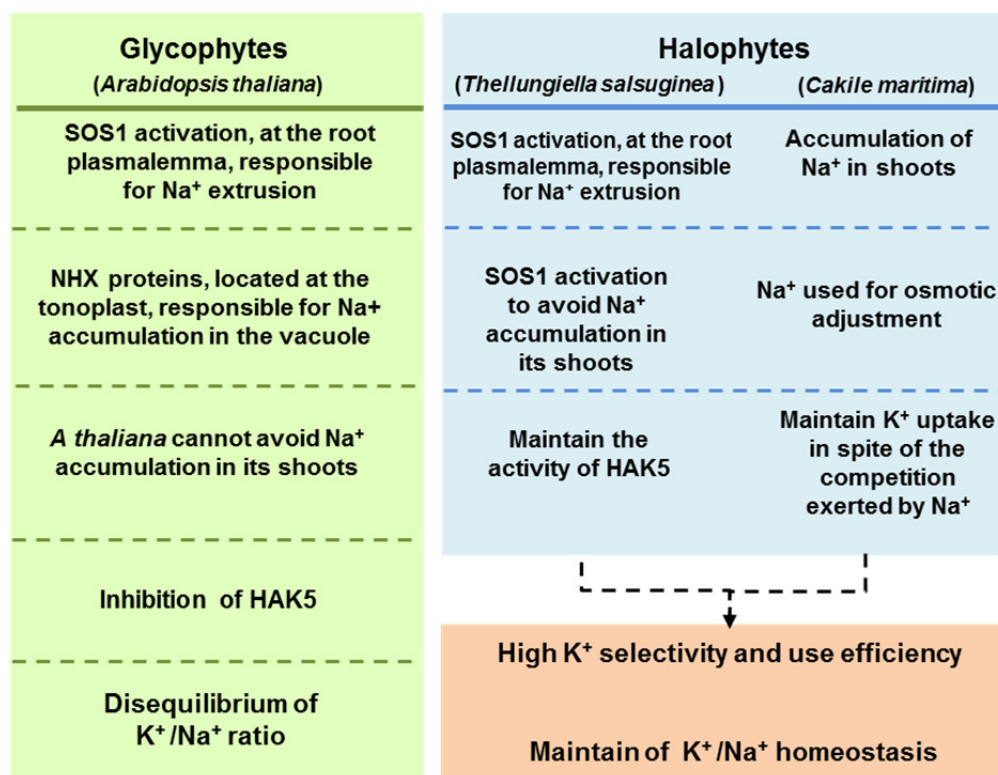 Glycophytes
(Arabidopsis thaliana)
SOS1 activation, at the root
plasmalemma, responsible
for Na⁺ extrusion
NHX proteins, located at the
tonoplast, responsible for Na+
accumulation in the vacuole
A thaliana cannot avoid Na⁺
accumulation in its shoots
Inhibition of HAK5
Disequilibrium of
K⁺/Na⁺ ratio
Halophytes
(Thellungiella salsuginea)
SOS1 activation, at the root
plasmalemma, responsible
for Na⁺ extrusion
SOS1 activation
to avoid Na⁺
accumulation in
its shoots
Maintain the
activity of HAK5
(Cakile maritima)
Accumulation of
Na⁺ in shoots
Na⁺ used for osmotic
adjustment
Maintain K⁺ uptake
in spite of the
competition
exerted by Na⁺
High K⁺ selectivity and use efficiency
Maintain of K⁺/Na⁺ homeostasis